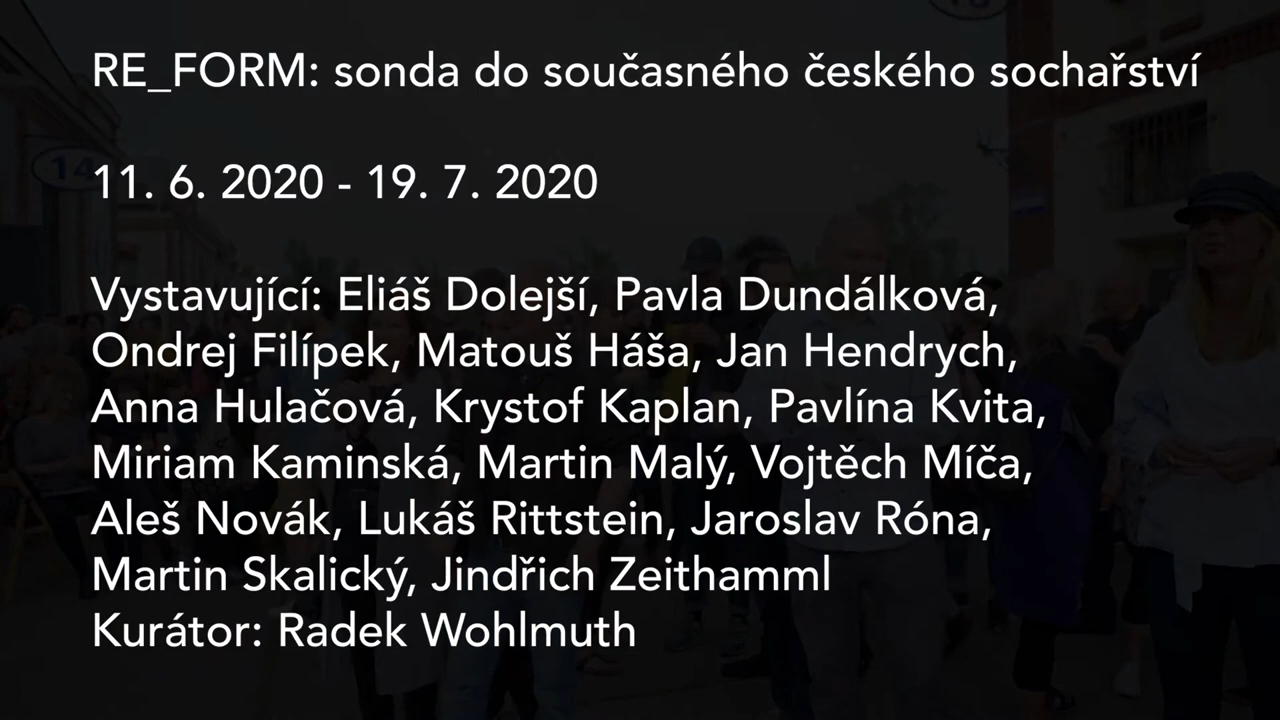 RE_FORM: sonda do současného českého sochařství
11. 6. 2020 - 19. 7. 2020
Vystavující: Eliáš Dolejší, Pavla Dundálková,
Ondrej Filípek, Matouš Háša, Jan Hendrych,
Anna Hulačová, Krystof Kaplan, Pavlína Kvita,
Miriam Kaminská, Martin Malý, Vojtěch Míča,
Aleš Novák, Lukáš Rittstein, Jaroslav Róna,
Martin Skalický, Jindřich Zeithamml
Kurátor: Radek Wohlmuth
14